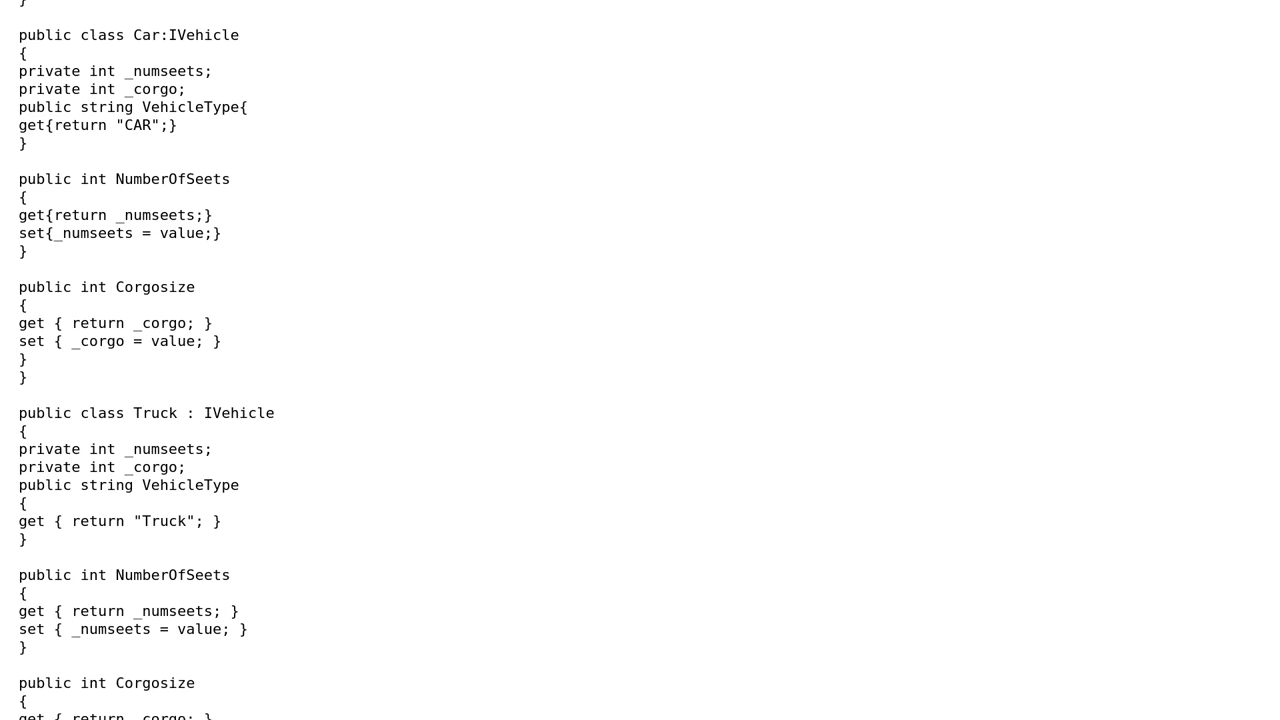 }
public class Car:IVehicle
{
private int _numseets;
private int _corgo;
public string VehicleType{
get{return "CAR";}
}
public int NumberOfSeets
{
get{return _numseets;}
set{_numseets = value;}
}
public int Corgosize
{
get { return _corgo; }
set { _corgo = value; }
}
}
public class Truck : IVehicle
{
private int _numseets;
private int _corgo;
public string VehicleType
{
get { return "Truck"; }
}
public int NumberOfSeets
{
get { return _numseets; }
set { _numseets = value; }
}
public int Corgosize
{
get { return _corgo; }